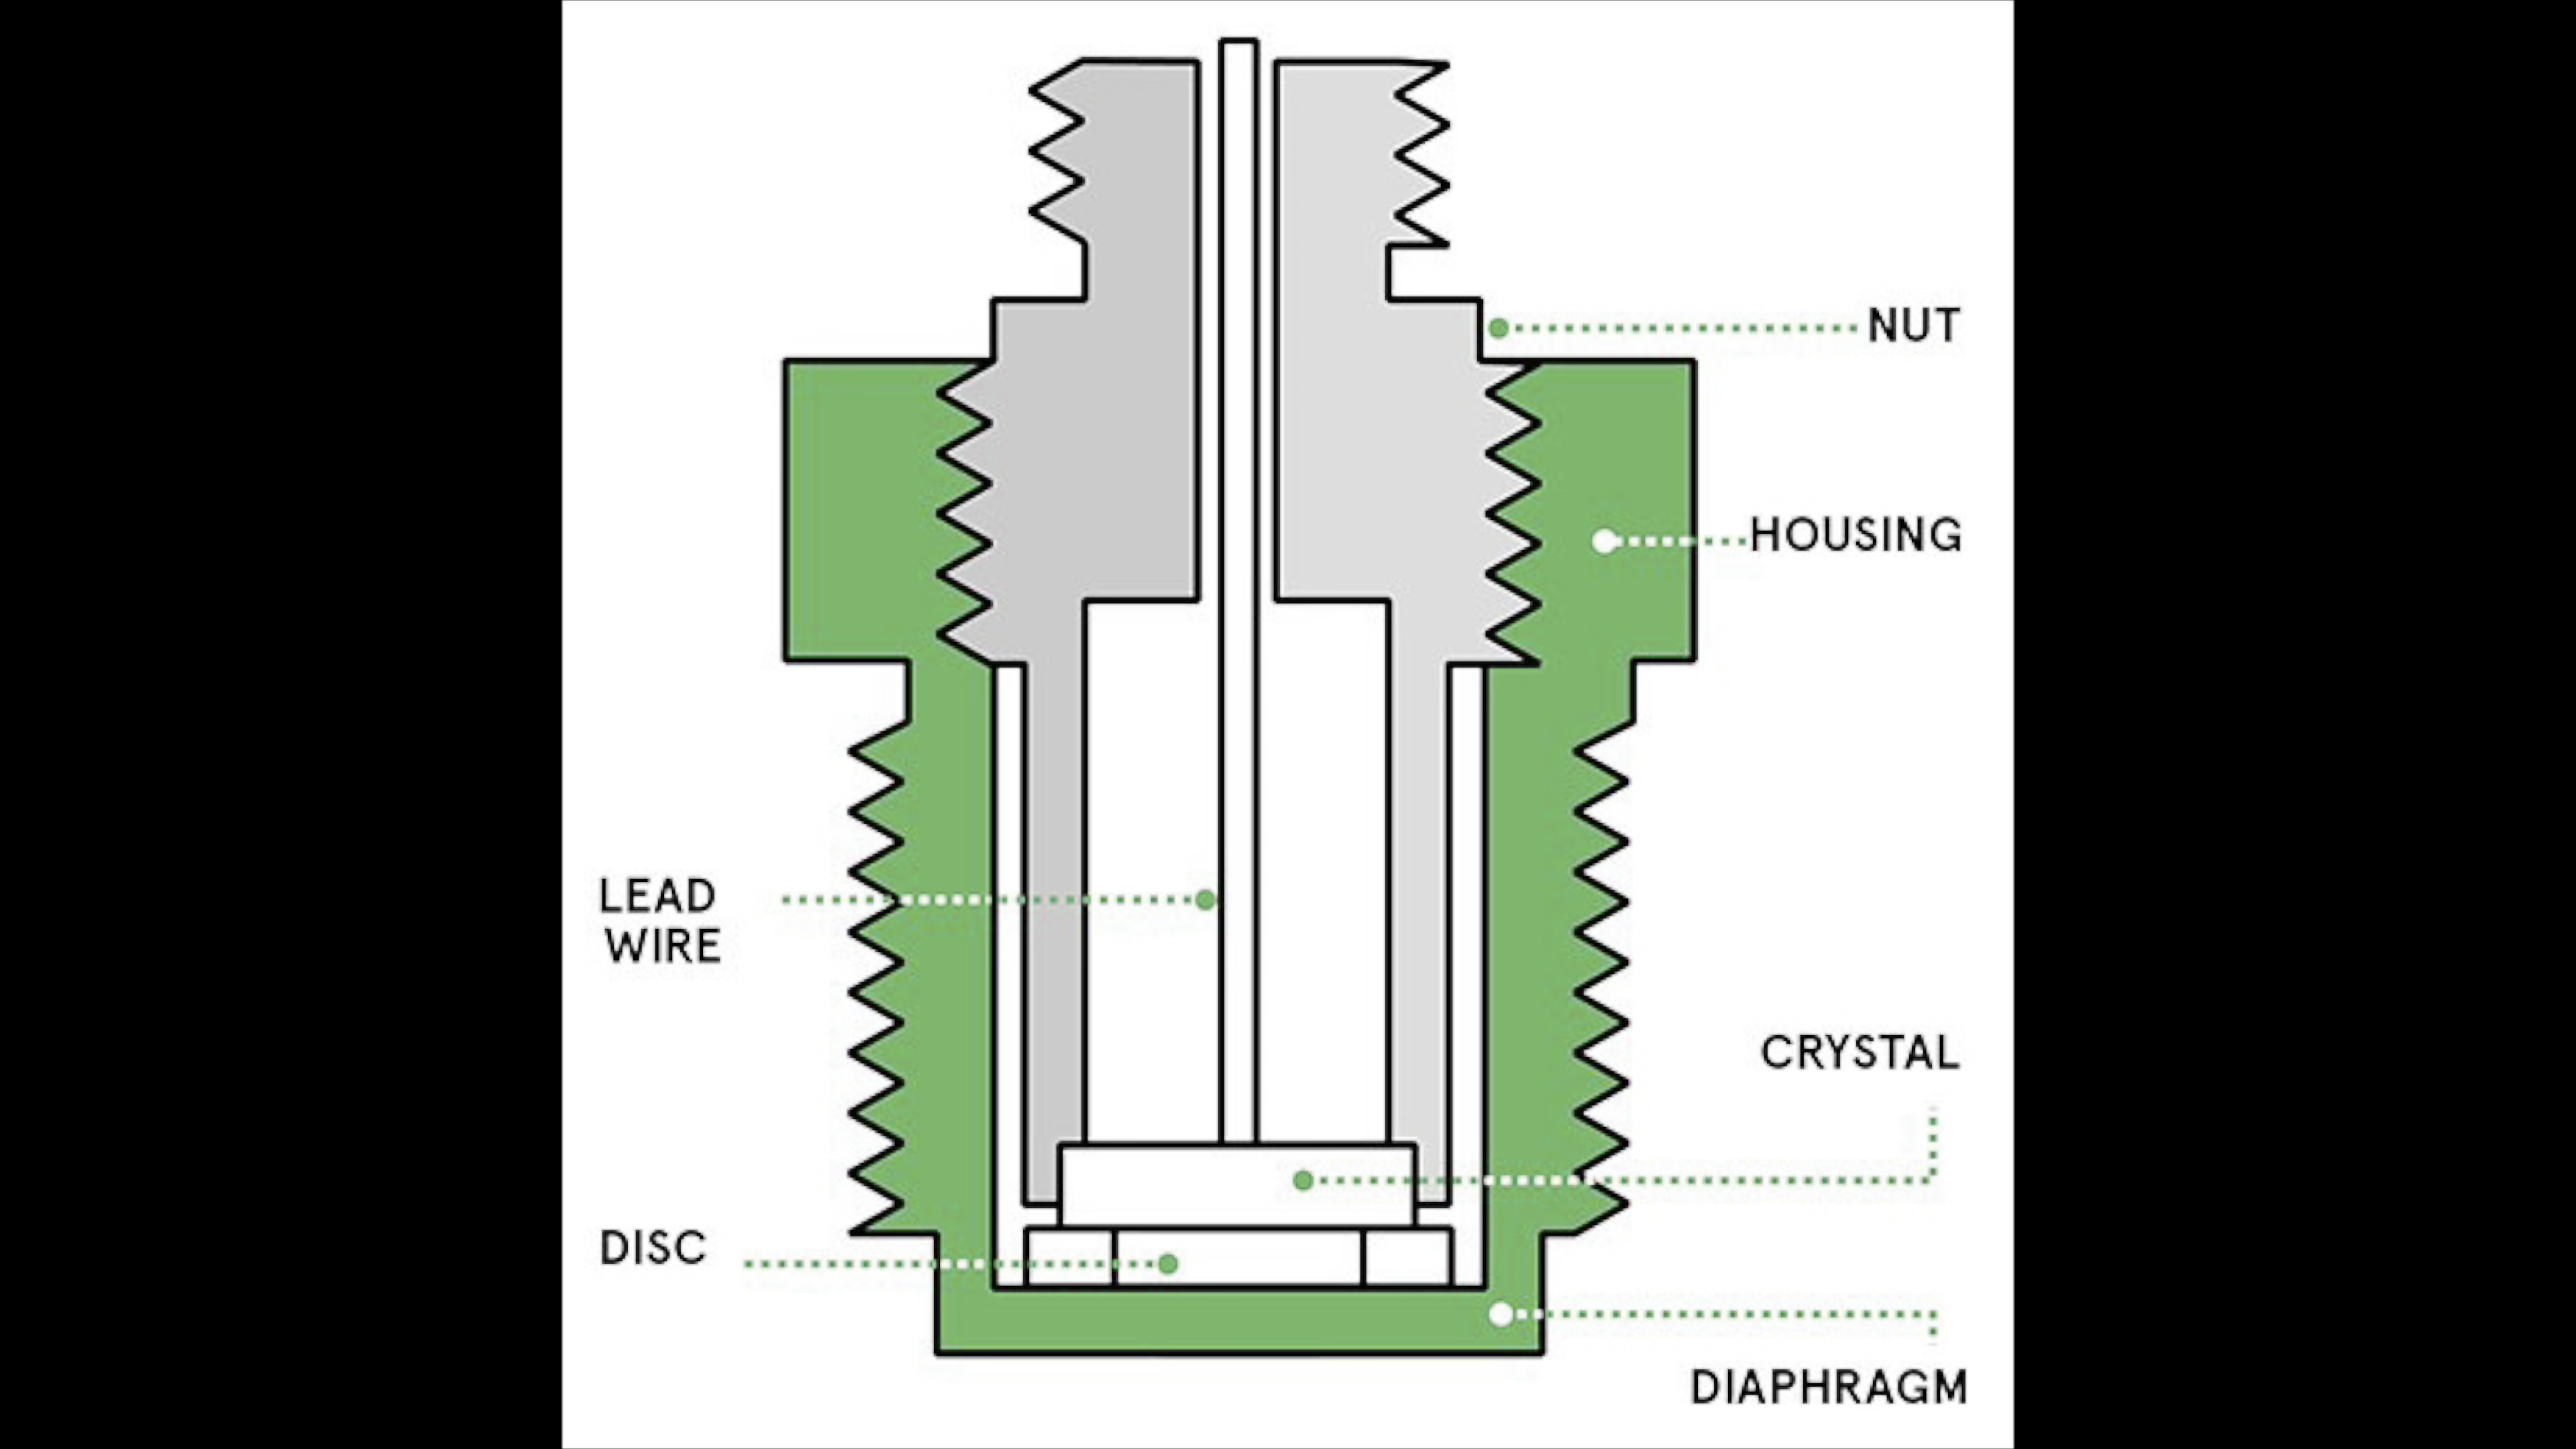 NUT
HOUSING
LEAD
WIRE
CRYSTAL
DISC
DIAPHRAGM